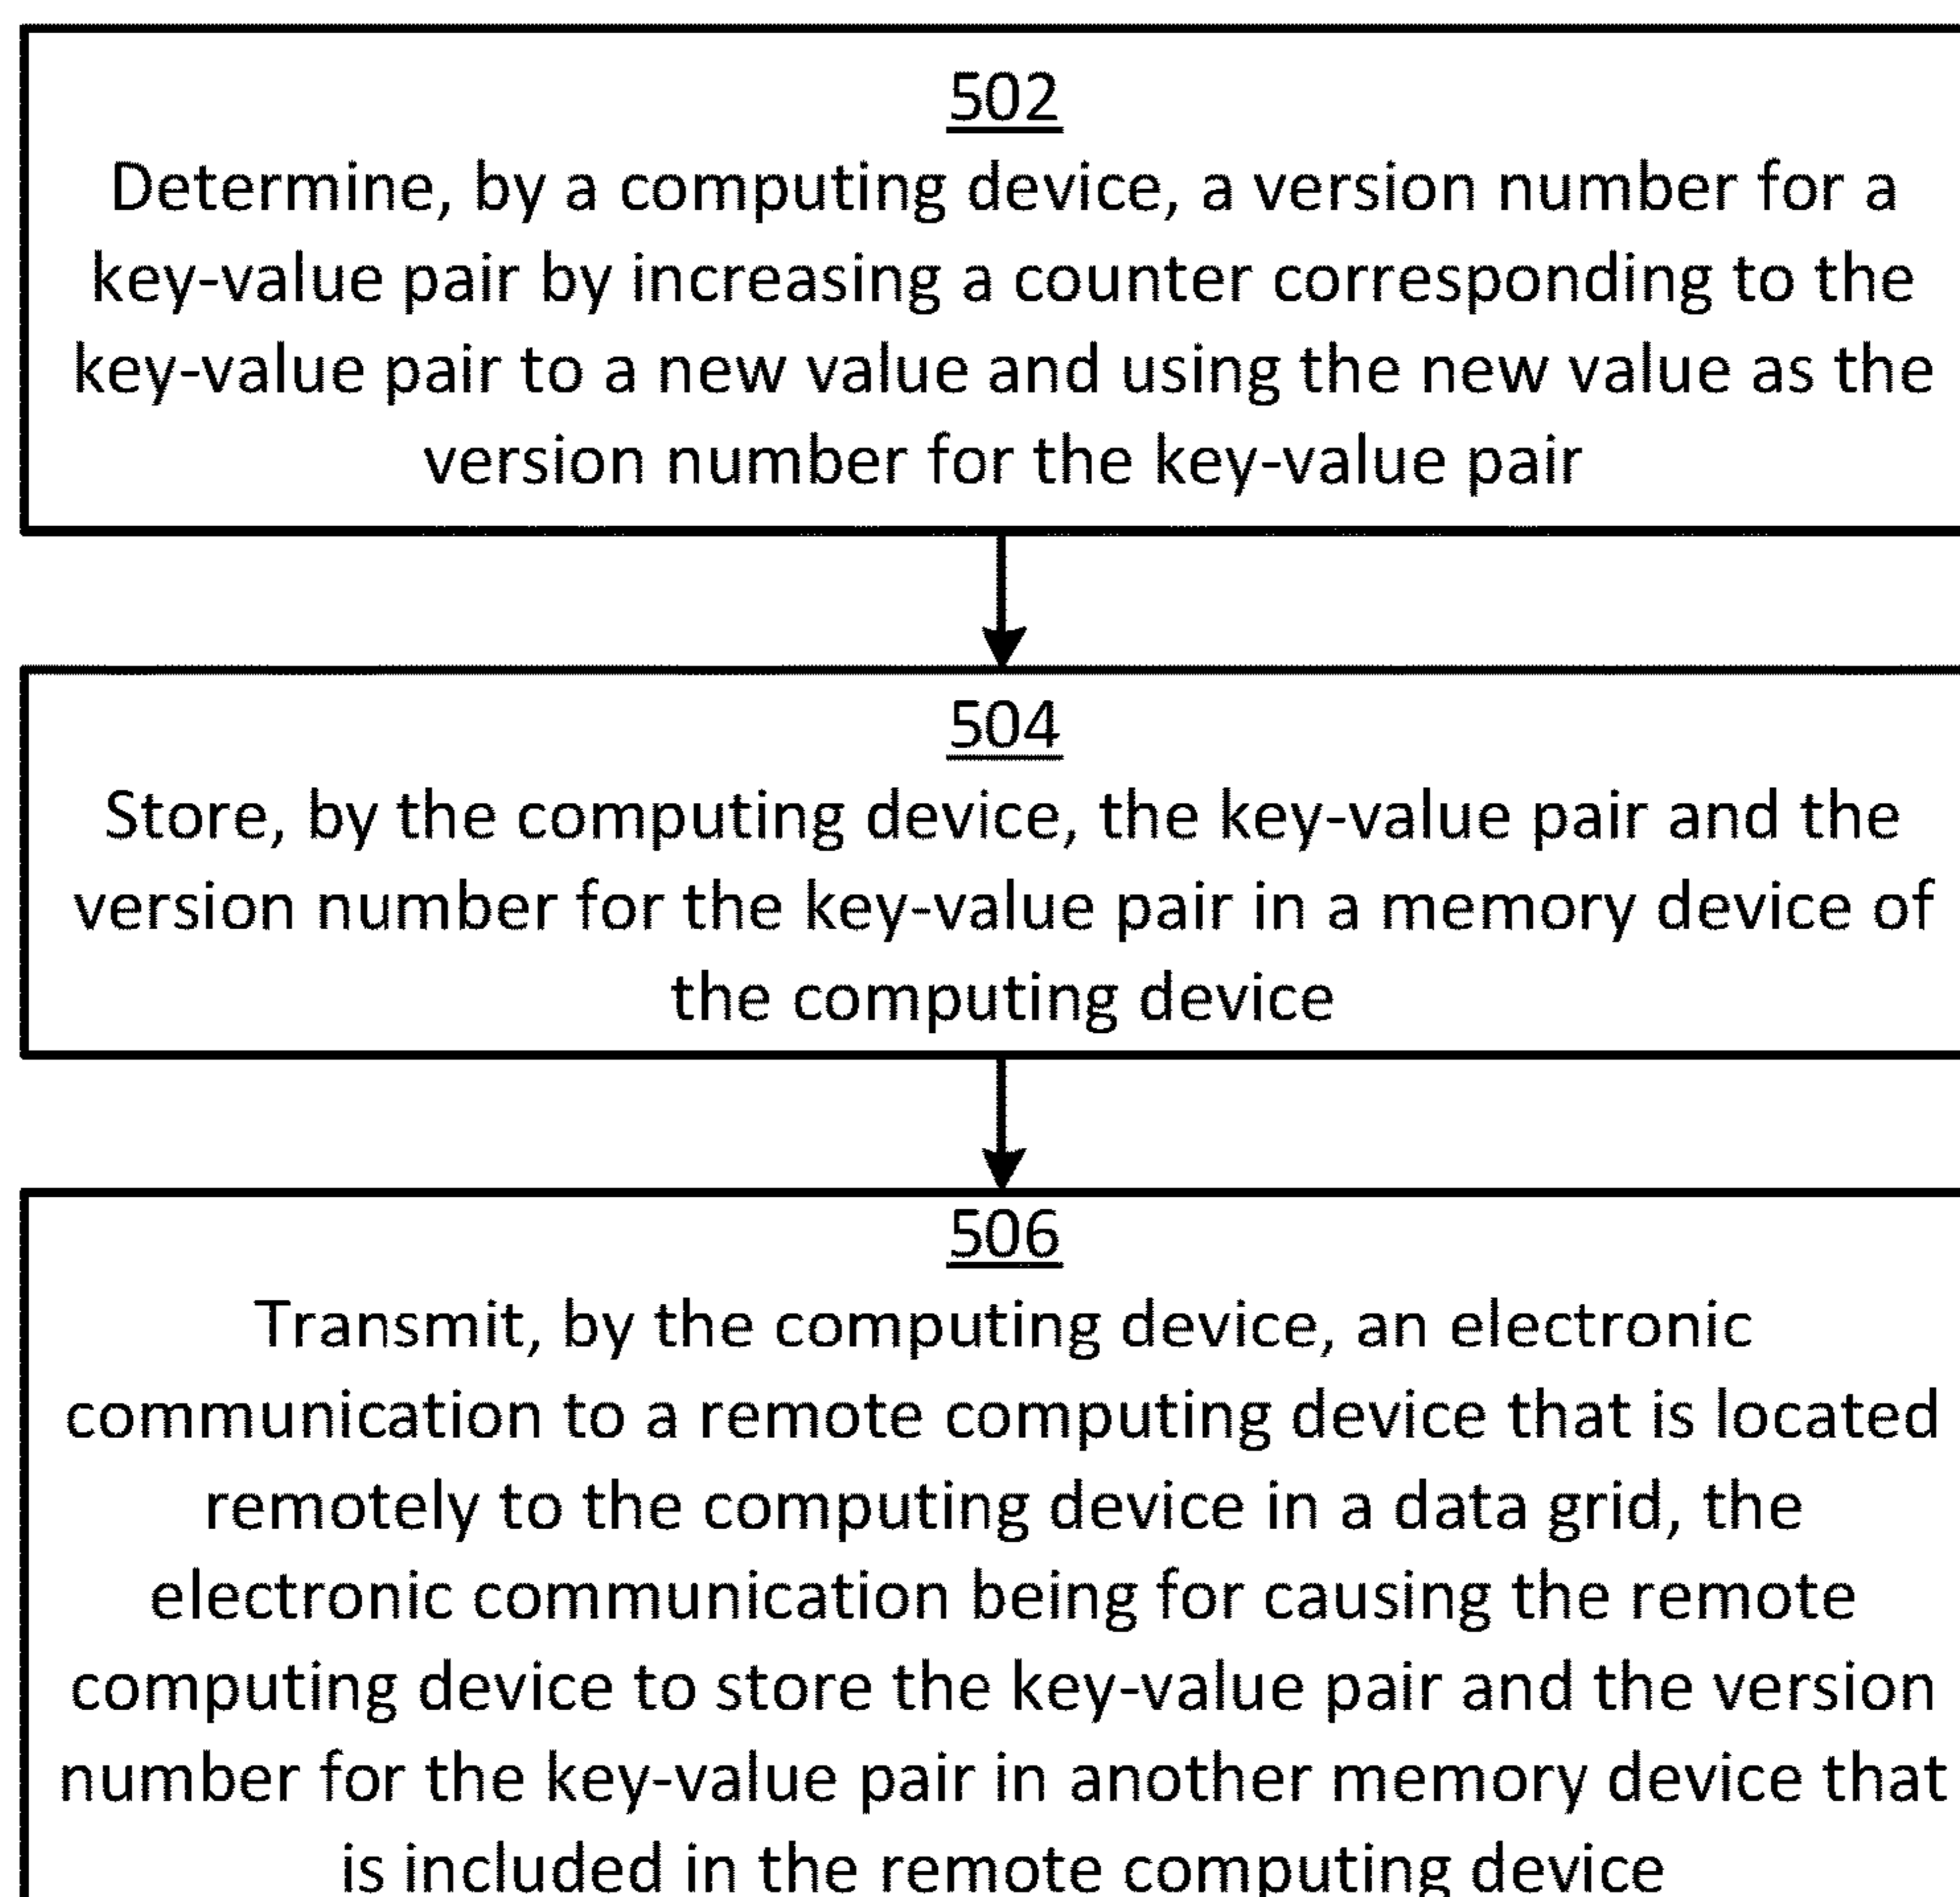 502
Determine, by a computing device, a version number for a
key-value pair by increasing a counter corresponding to the
key-value pair to a new value and using the new value as the
version number for the key-value pair
504
Store, by the computing device, the key-value pair and the
version number for the key-value pair in a memory device of
the computing device
506
Transmit, by the computing device, an electronic
communication to a remote computing device that is located
remotely to the computing device in a data grid, the
electronic communication being for causing the remote
computing device to store the key-value pair and the version
number for the key-value pair in another memory device that
is included in the remote computing device